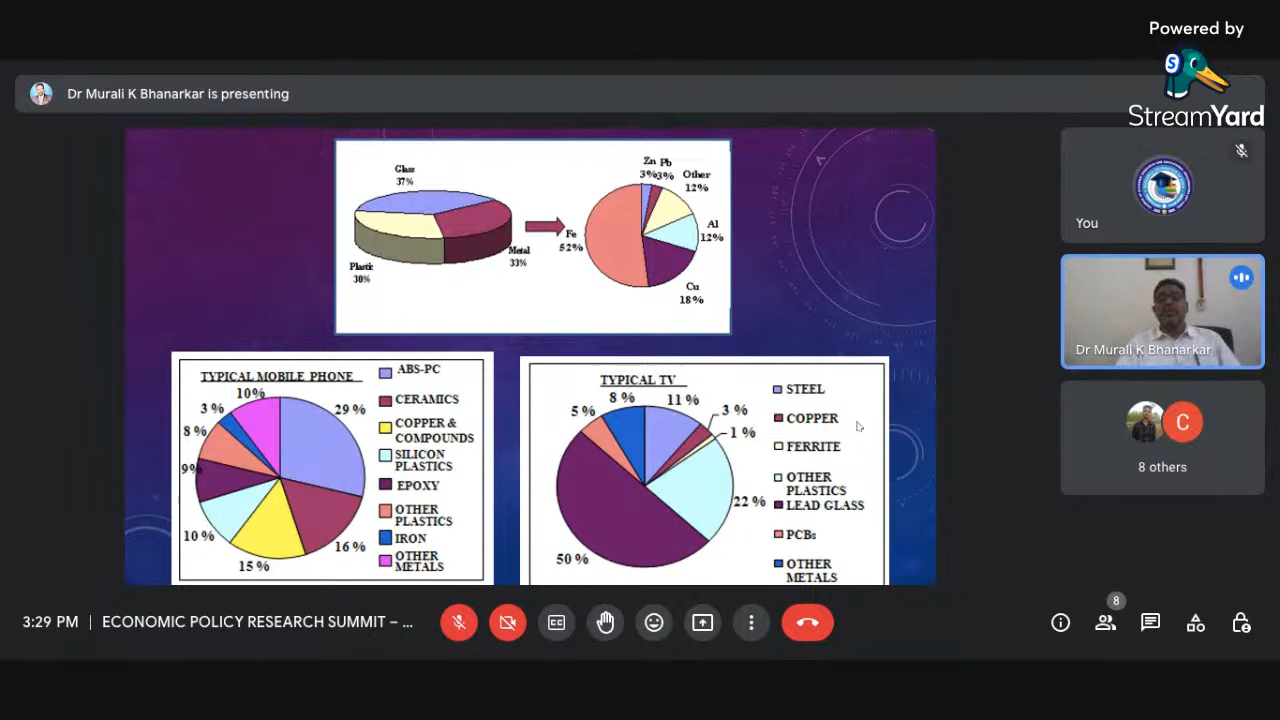 Powered by
StreamYard
Dr Murali K Bhanarkar is presenting
Glass
37%
Plastic
30%
Metal
33%
Zn Pb
3%3%
Other
12%
Al
12%
Cu
18%
Fe
52%
You
Dr Murali K Bhanarkar
C
8 others
TYPICAL MOBILE PHONE
10%
3 %
8 %
9%
10 %
15 %
16 %
29 %
ABS-PC
CERAMICS
COPPER &
COMPOUNDS
SILICON
PLASTICS
EPOXY
OTHER
PLASTICS
IRON
OTHER
METALS
TYPICAL TV
8 %
11 %
5 %
3 %
1 %
22 %
50 %
STEEL
COPPER
FERRITE
OTHER
PLASTICS
LEAD GLASS
PCBs
OTHER
METALS
3:29 PM | ECONOMIC POLICY RESEARCH SUMMIT – ...
CC
8